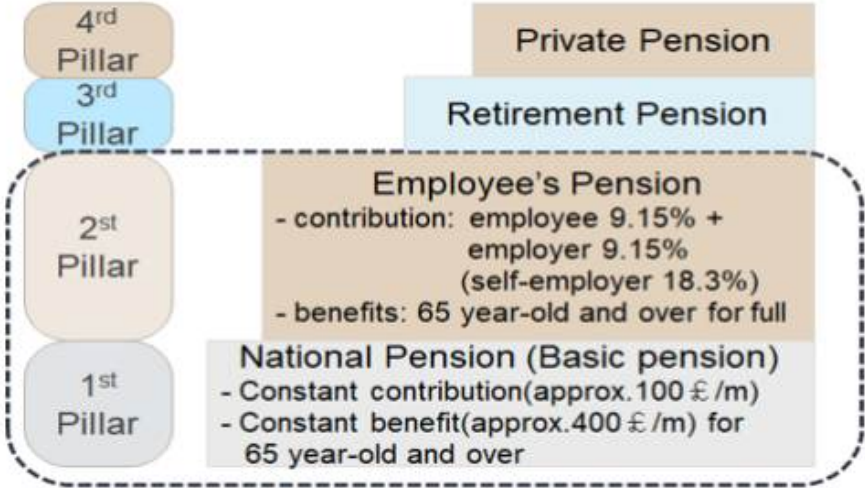 4rd
Pillar
Private Pension
3rd
Pillar
Retirement Pension
2st
Pillar
Employee's Pension
- contribution: employee 9.15% +
employer 9.15%
(self-employer 18.3%)
- benefits: 65 year-old and over for full
1st
Pillar
National Pension (Basic pension)
- Constant contribution(approx.100£/m)
- Constant benefit(approx.400£/m) for
65 year-old and over